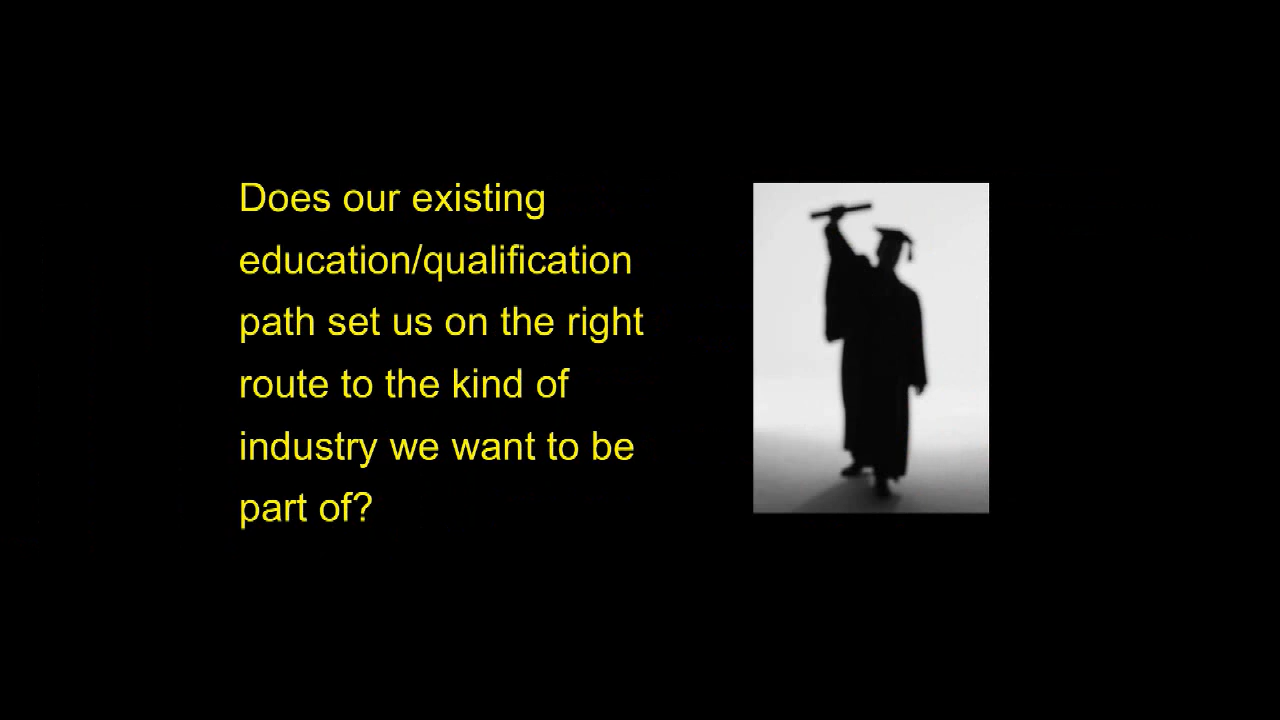 Does our existing
education/qualification
path set us on the right
route to the kind of
industry we want to be
part of?